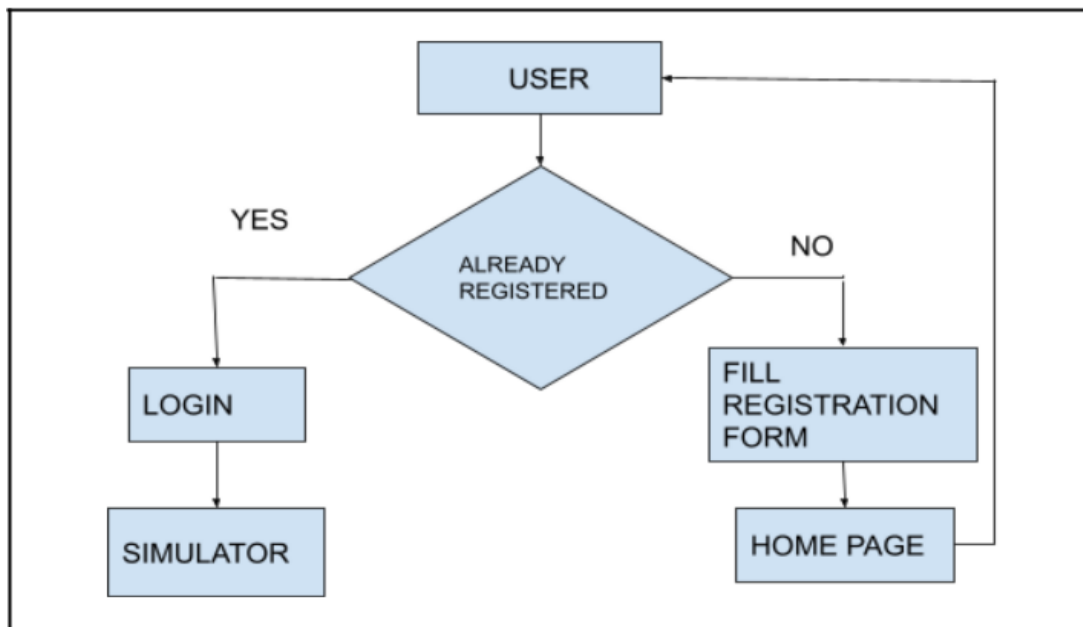 USER
YES
NO
ALREADY
REGISTERED
LOGIN
FILL
REGISTRATION
FORM
SIMULATOR
HOME PAGE